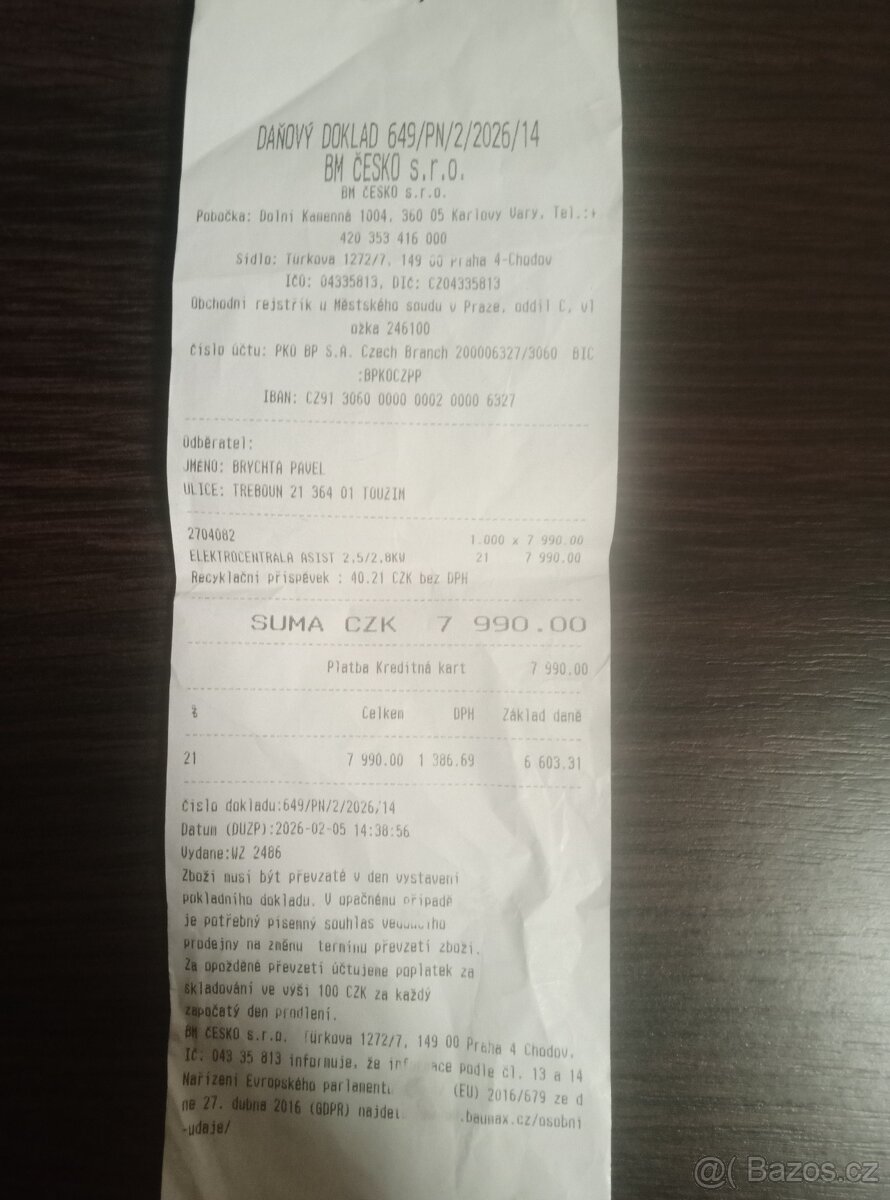 DAŇOVÝ DOKLAD 649/PN/2/2026/14
BM ČESKO s.r.o.
BM ČESKO s.r.o.
Pobočka: Dolní Kamenná 1004, 360 05 Karlovy Vary, Tel.:+
420 353 416 000
Sídlo: Türkova 1272/7, 149 00 Praha 4-Chodov
IČO: 04335813, DIČ: CZ04335813
Obchodní rejstřík u Městského soudu v Praze, oddíl C, vl
ožka 246100
číslo účtu: PKO BP S.A. Czech Branch 200006327/3060 BIC
:BPKOCZPP
IBAN: CZ91 3060 0000 0002 0000 6327
Odběratel:
JMÉNO: BRYCHTA PAVEL
ULICE: TREBOUN 21 364 01 TOUZIM
2704082 1.000 x 7 990.00
ELEKTROCENTRÁLA ASIST 2,5/2,8KW 21 7 990.00
Recyklační příspěvek : 40.21 CZK bez DPH
SUMA CZK 7 990.00
Platba Kreditná kart 7 990.00
% Celkem DPH Základ daně
21 7 990.00 1 386.69 6 603.31
Číslo dokladu:649/PN/2/2026/14
Datum (DUZP):2026-02-05 14:38:56
Vydane:WZ 2486
Zboží musí být převzaté v den vystavení
pokladního dokladu. V opačnému případě
je potřebný písemný souhlas vedoucího
prodejny na změnu termínu převzetí zboží.
Za opožděné převzetí účtujeme poplatek za
skladování ve výši 100 CZK za každý
započatý den prodlení.
BM ČESKO s.r.o. Türkova 1272/7, 149 00 Praha 4 Chodov,
IČ: 043 35 813 informuje, že podle čl. 13 a 14
Nařízení Evropského parlamentu (EU) 2016/679 ze d
ne 27. dubna 2016 (GDPR) .baumax.cz/osobni
-udaje/
@( Bazos.cz